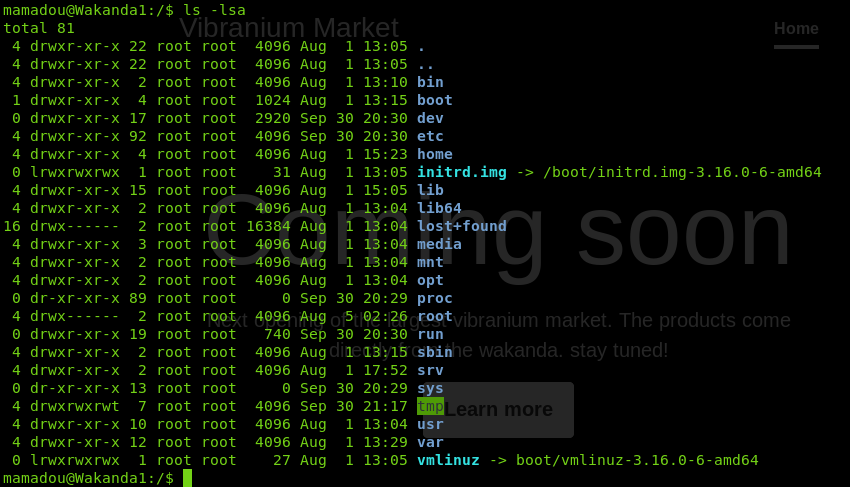 mamadou@Wakanda1:/$ ls -lsa
Vibranium Market
Home
total 81
4 drwxr-xr-x 22 root root 4096 Aug 1 13:05 .
4 drwxr-xr-x 22 root root 4096 Aug 1 13:05 ..
4 drwxr-xr-x 2 root root 4096 Aug 1 13:10 bin
1 drwxr-xr-x 4 root root 1024 Aug 1 13:15 boot
0 drwxr-xr-x 17 root root 2920 Sep 30 20:30 dev
4 drwxr-xr-x 92 root root 4096 Sep 30 20:30 etc
4 drwxr-xr-x 4 root root 4096 Aug 1 15:23 home
0 lrwxrwxrwx 1 root root 31 Aug 1 13:05 initrd.img -> /boot/initrd.img-3.16.0-6-amd64
4 drwxr-xr-x 15 root root 4096 Aug 1 15:05 lib
4 drwxr-xr-x 2 root root 4096 Aug 1 13:04 lib64
16 drwx------ 2 root root 16384 Aug 1 13:04 lost+found
4 drwxr-xr-x 3 root root 4096 Aug 1 13:04 media
4 drwxr-xr-x 2 root root 4096 Aug 1 13:04 mnt
4 drwxr-xr-x 2 root root 4096 Aug 1 13:04 opt
0 dr-xr-xr-x 89 root root 0 Sep 30 20:29 proc
4 drwx------ 2 root root 4096 Aug 5 02:26 root
0 drwxr-xr-x 19 root root 740 Sep 30 20:30 run
4 drwxr-xr-x 2 root root 4096 Aug 1 13:15 sbin
4 drwxr-xr-x 2 root root 4096 Aug 1 17:52 srv
0 dr-xr-xr-x 13 root root 0 Sep 30 20:29 sys
4 drwxrwxrwt 7 root root 4096 Sep 30 21:17 tmp
4 drwxr-xr-x 10 root root 4096 Aug 1 13:04 usr
4 drwxr-xr-x 12 root root 4096 Aug 1 13:29 var
0 lrwxrwxrwx 1 root root 27 Aug 1 13:05 vmlinuz -> boot/vmlinuz-3.16.0-6-amd64
mamadou@Wakanda1:/$
Coming soon
Next opening of the largest vibranium market. The products come
directly from the wakanda. stay tuned!
Learn more